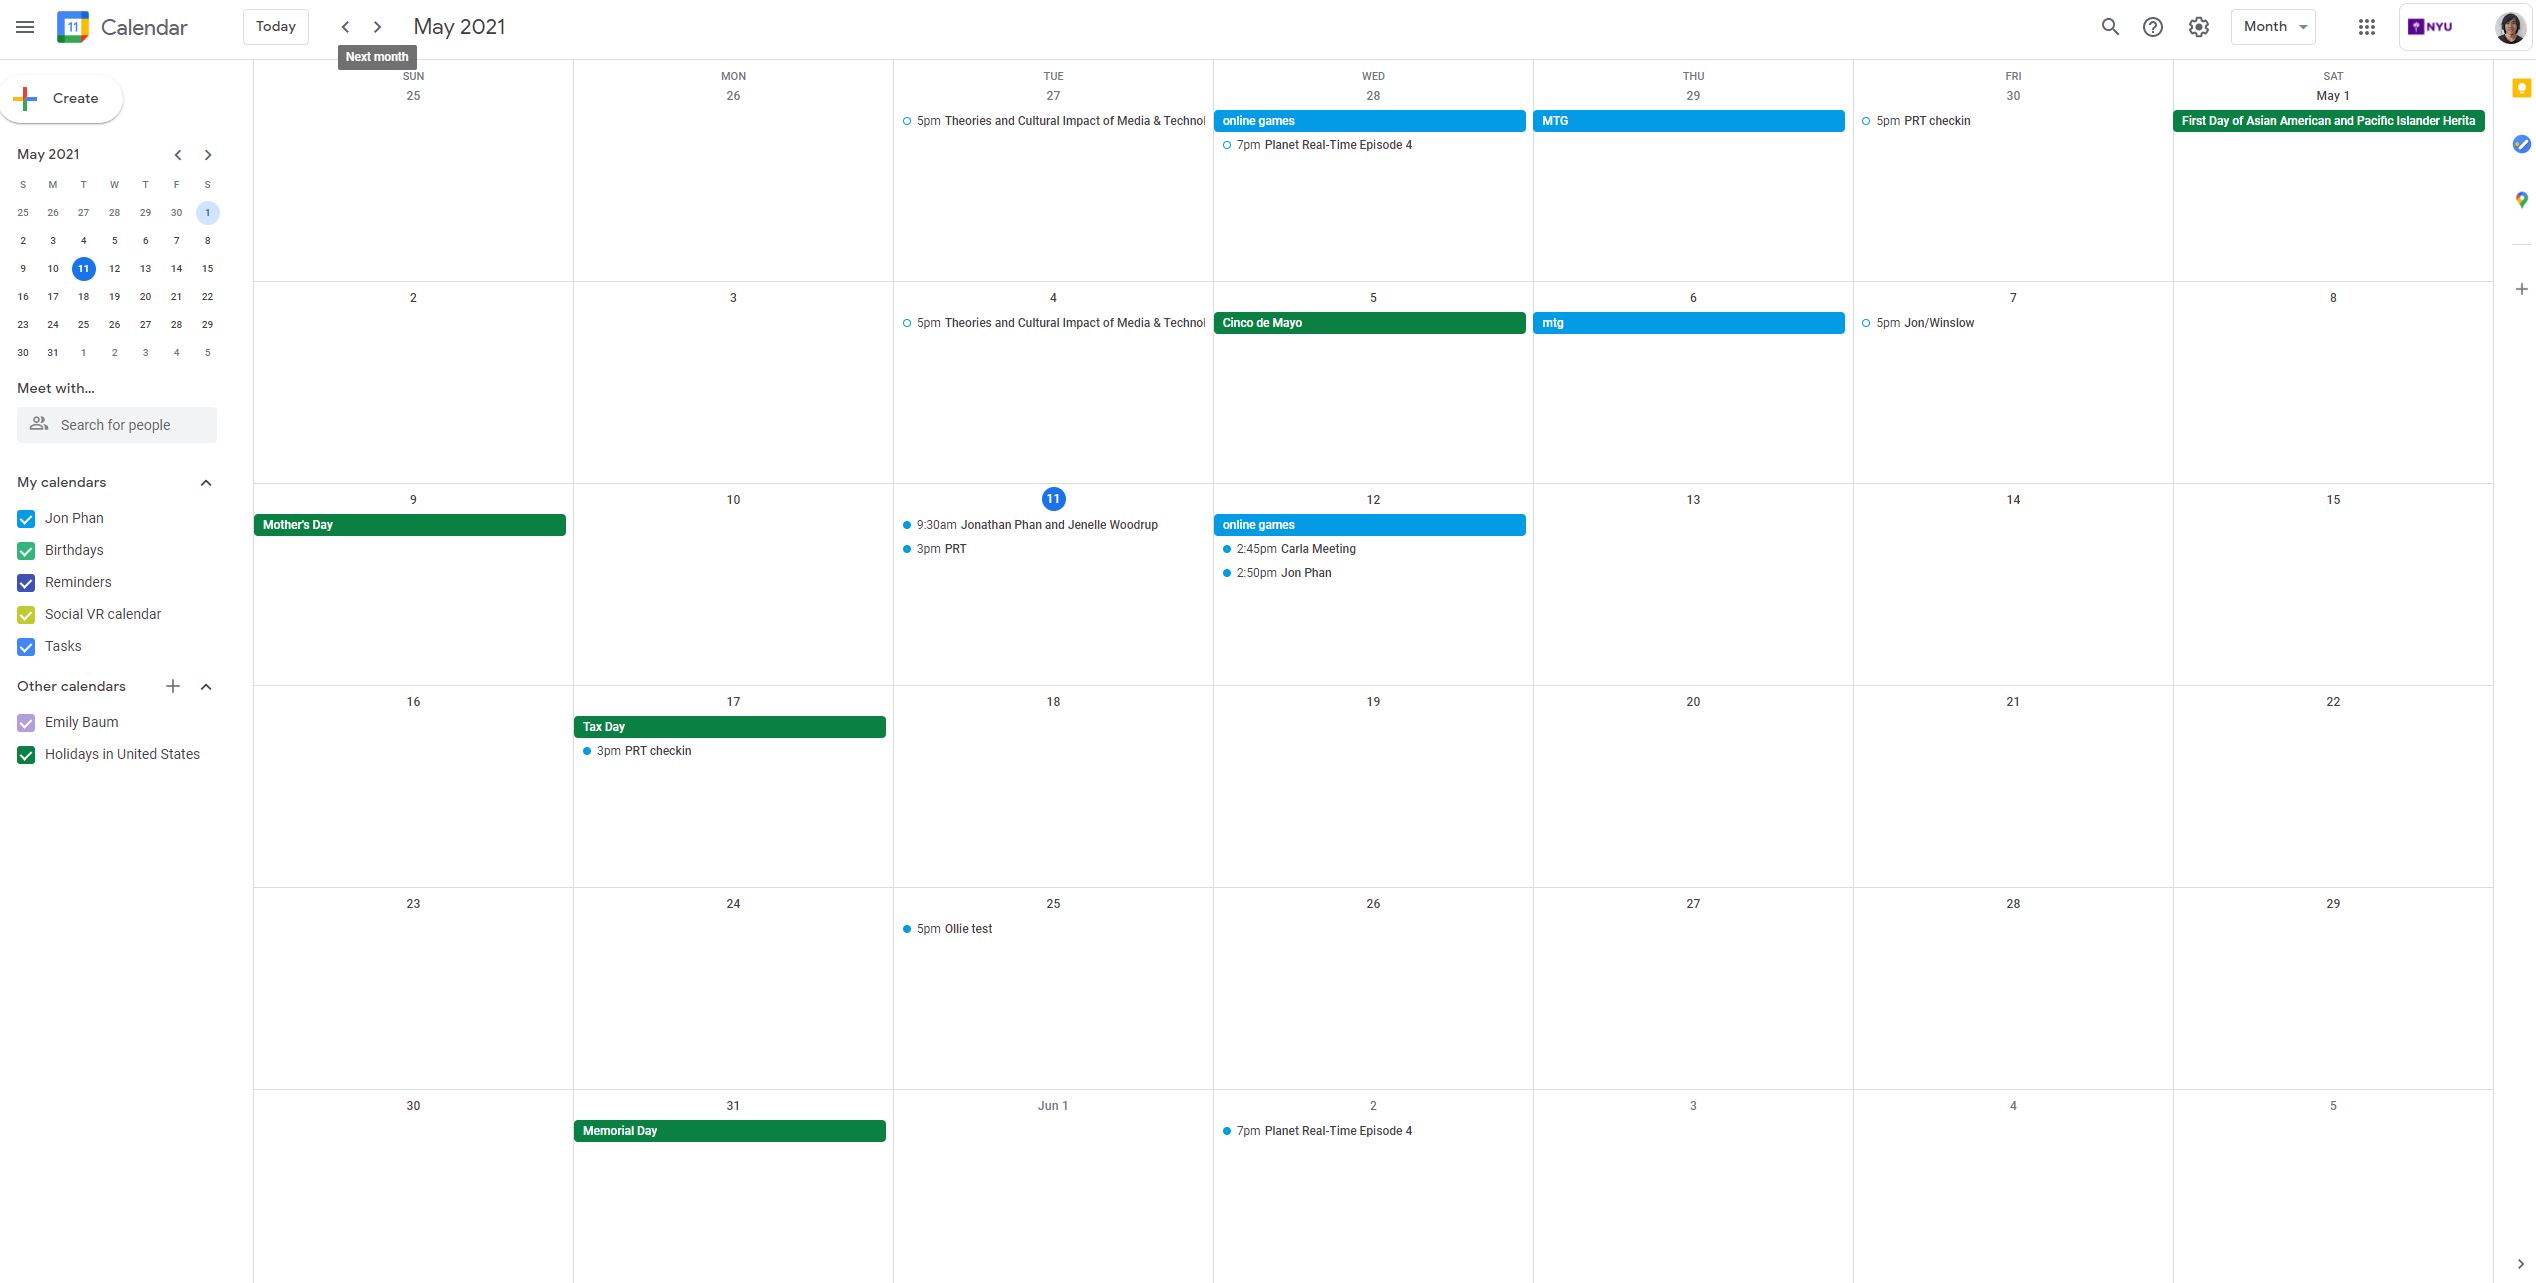 11 Calendar Today May 2021 Month NYU
Next month
Create
May 2021
S M T W T F S
25 26 27 28 29 30 1
2 3 4 5 6 7 8
9 10 11 12 13 14 15
16 17 18 19 20 21 22
23 24 25 26 27 28 29
30 31 1 2 3 4 5
Meet with...
Search for people
My calendars
Jon Phan
Birthdays
Reminders
Social VR calendar
Tasks
Other calendars
Emily Baum
Holidays in United States
SUN MON TUE WED THU FRI SAT
25 26 27 28 29 30 May 1
5pm Theories and Cultural Impact of Media & Technol online games MTG 5pm PRT checkin First Day of Asian American and Pacific Islander Herita
7pm Planet Real-Time Episode 4
2 3 4 5 6 7 8
5pm Theories and Cultural Impact of Media & Technol Cinco de Mayo mtg 5pm Jon/Winslow
9 10 11 12 13 14 15
Mother's Day 9:30am Jonathan Phan and Jenelle Woodrup online games
3pm PRT 2:45pm Carla Meeting
2:50pm Jon Phan
16 17 18 19 20 21 22
Tax Day
3pm PRT checkin
23 24 25 26 27 28 29
5pm Ollie test
30 31 Jun 1 2 3 4 5
Memorial Day 7pm Planet Real-Time Episode 4